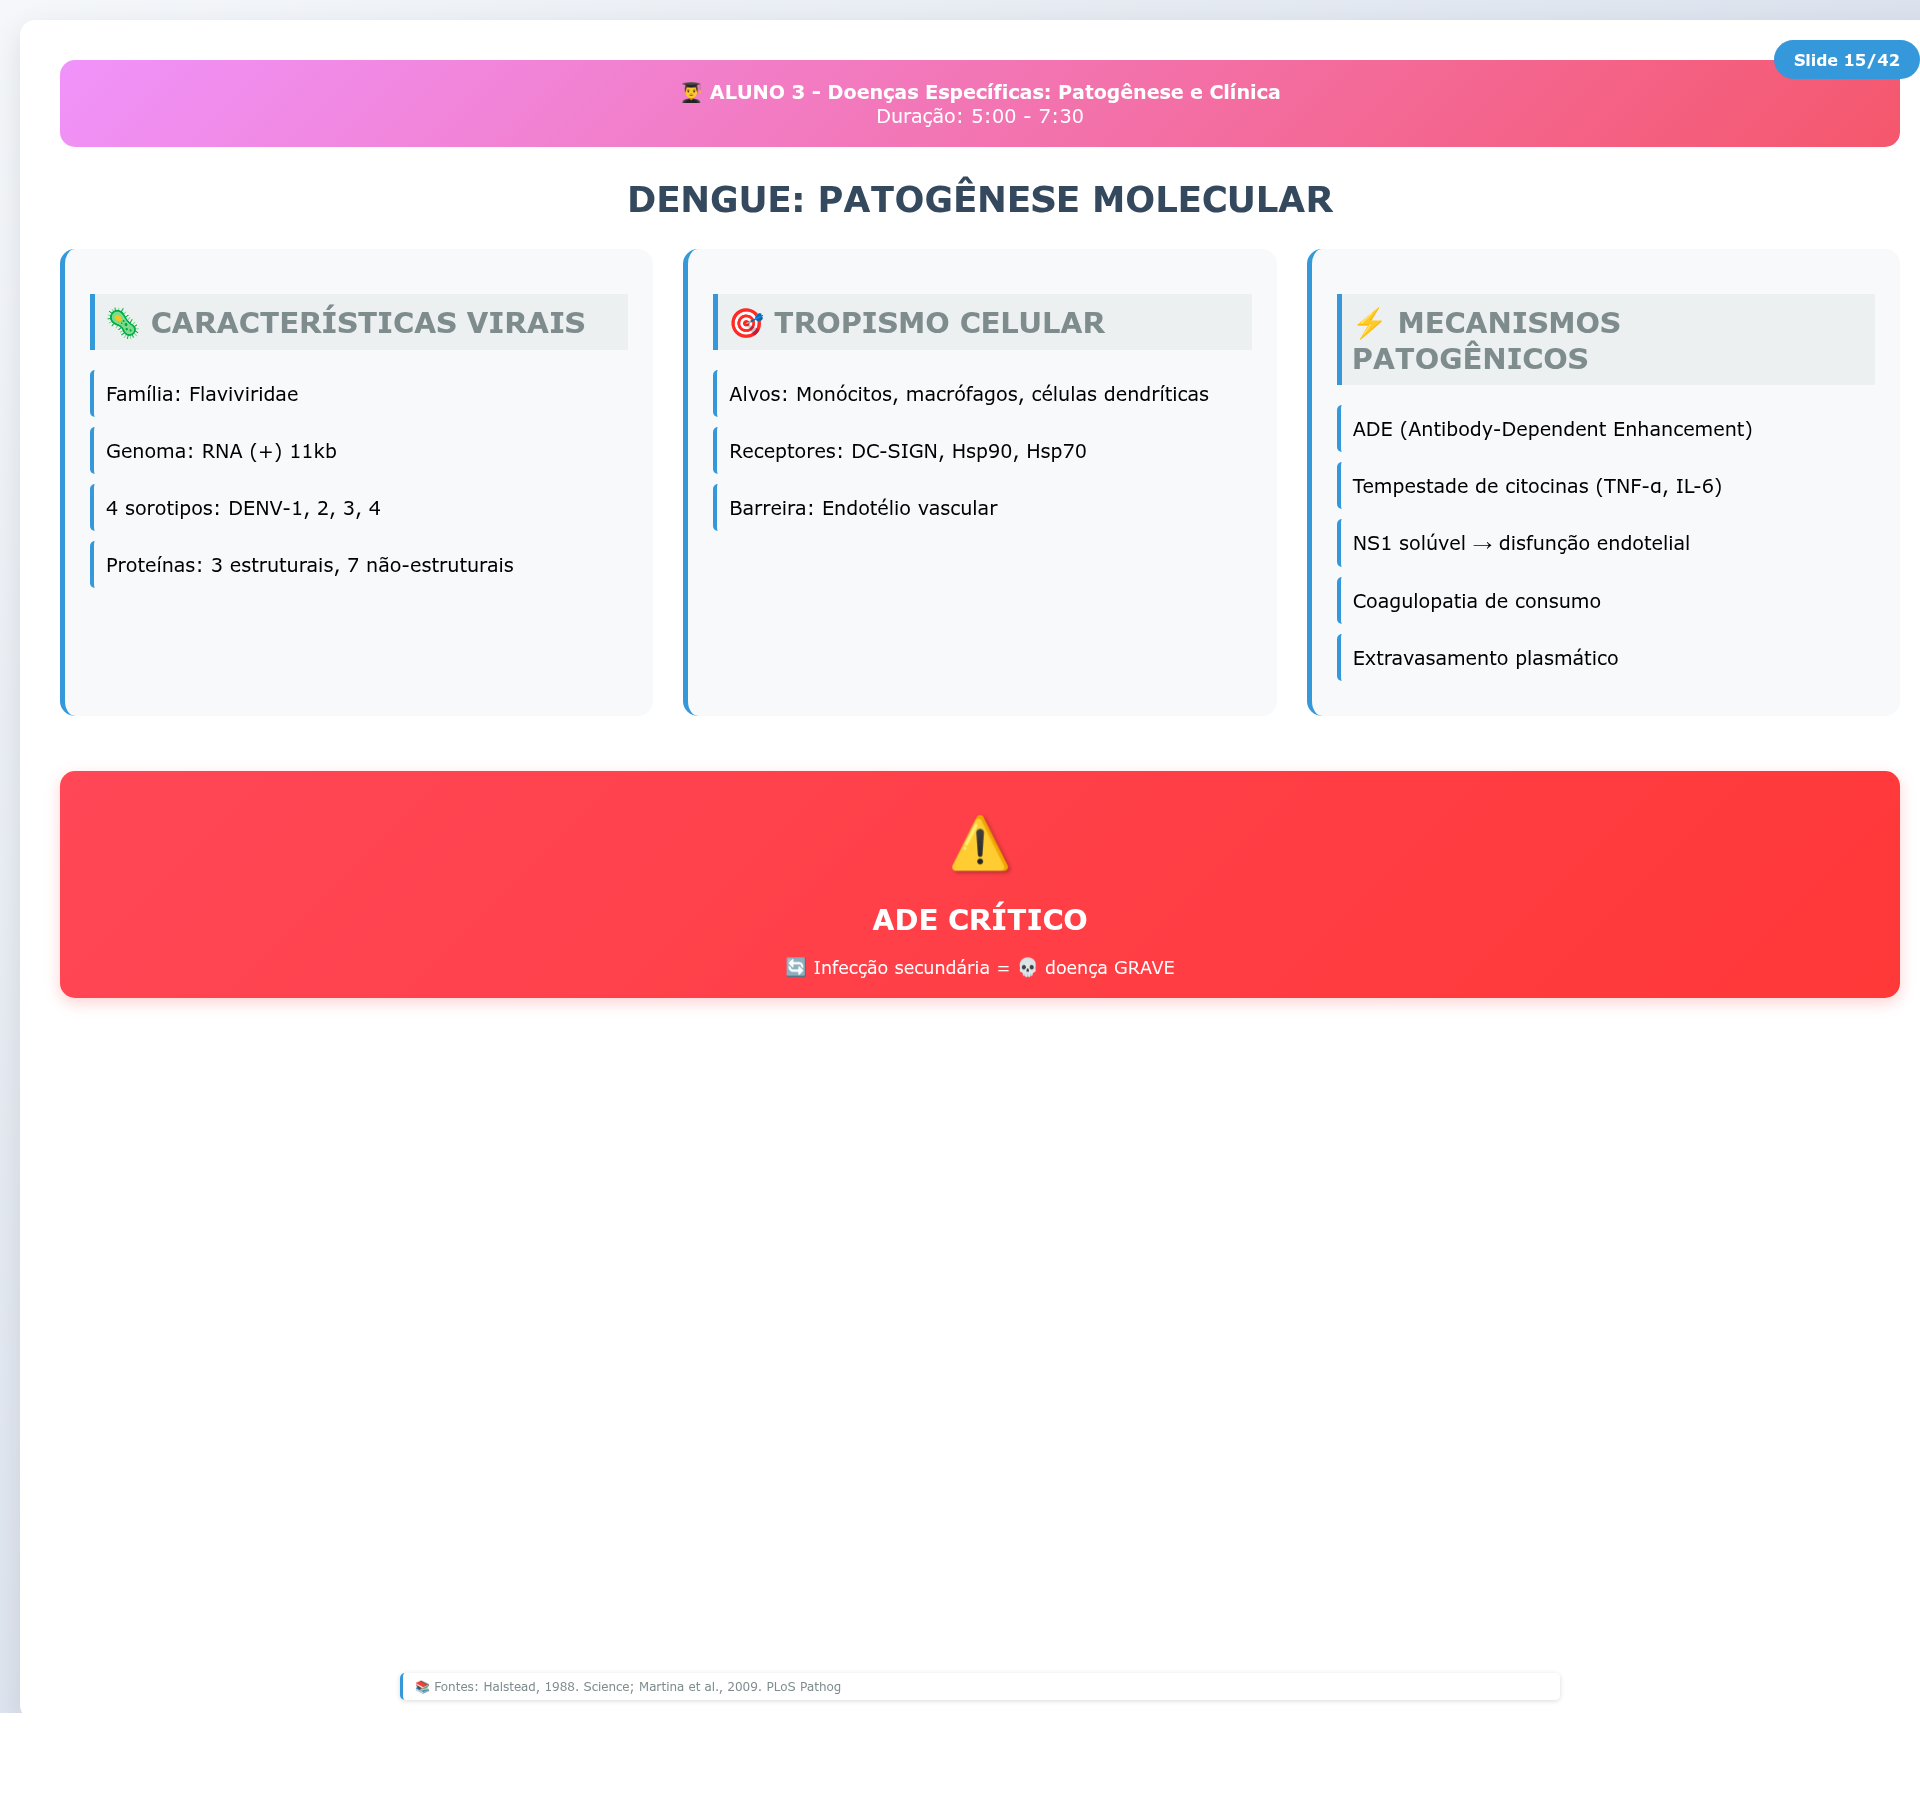 Slide 15/42
👨‍🎓 ALUNO 3 - Doenças Específicas: Patogênese e Clínica
Duração: 5:00 - 7:30
DENGUE: PATOGÊNESE MOLECULAR
🦠 CARACTERÍSTICAS VIRAIS
Família: Flaviviridae
Genoma: RNA (+) 11kb
4 sorotipos: DENV-1, 2, 3, 4
Proteínas: 3 estruturais, 7 não-estruturais
🎯 TROPISMO CELULAR
Alvos: Monócitos, macrófagos, células dendríticas
Receptores: DC-SIGN, Hsp90, Hsp70
Barreira: Endotélio vascular
⚡ MECANISMOS
PATOGÊNICOS
ADE (Antibody-Dependent Enhancement)
Tempestade de citocinas (TNF-α, IL-6)
NS1 solúvel → disfunção endotelial
Coagulopatia de consumo
Extravasamento plasmático
⚠️
ADE CRÍTICO
🔄 Infecção secundária = 💀 doença GRAVE
📚 Fontes: Halstead, 1988. Science; Martina et al., 2009. PLoS Pathog